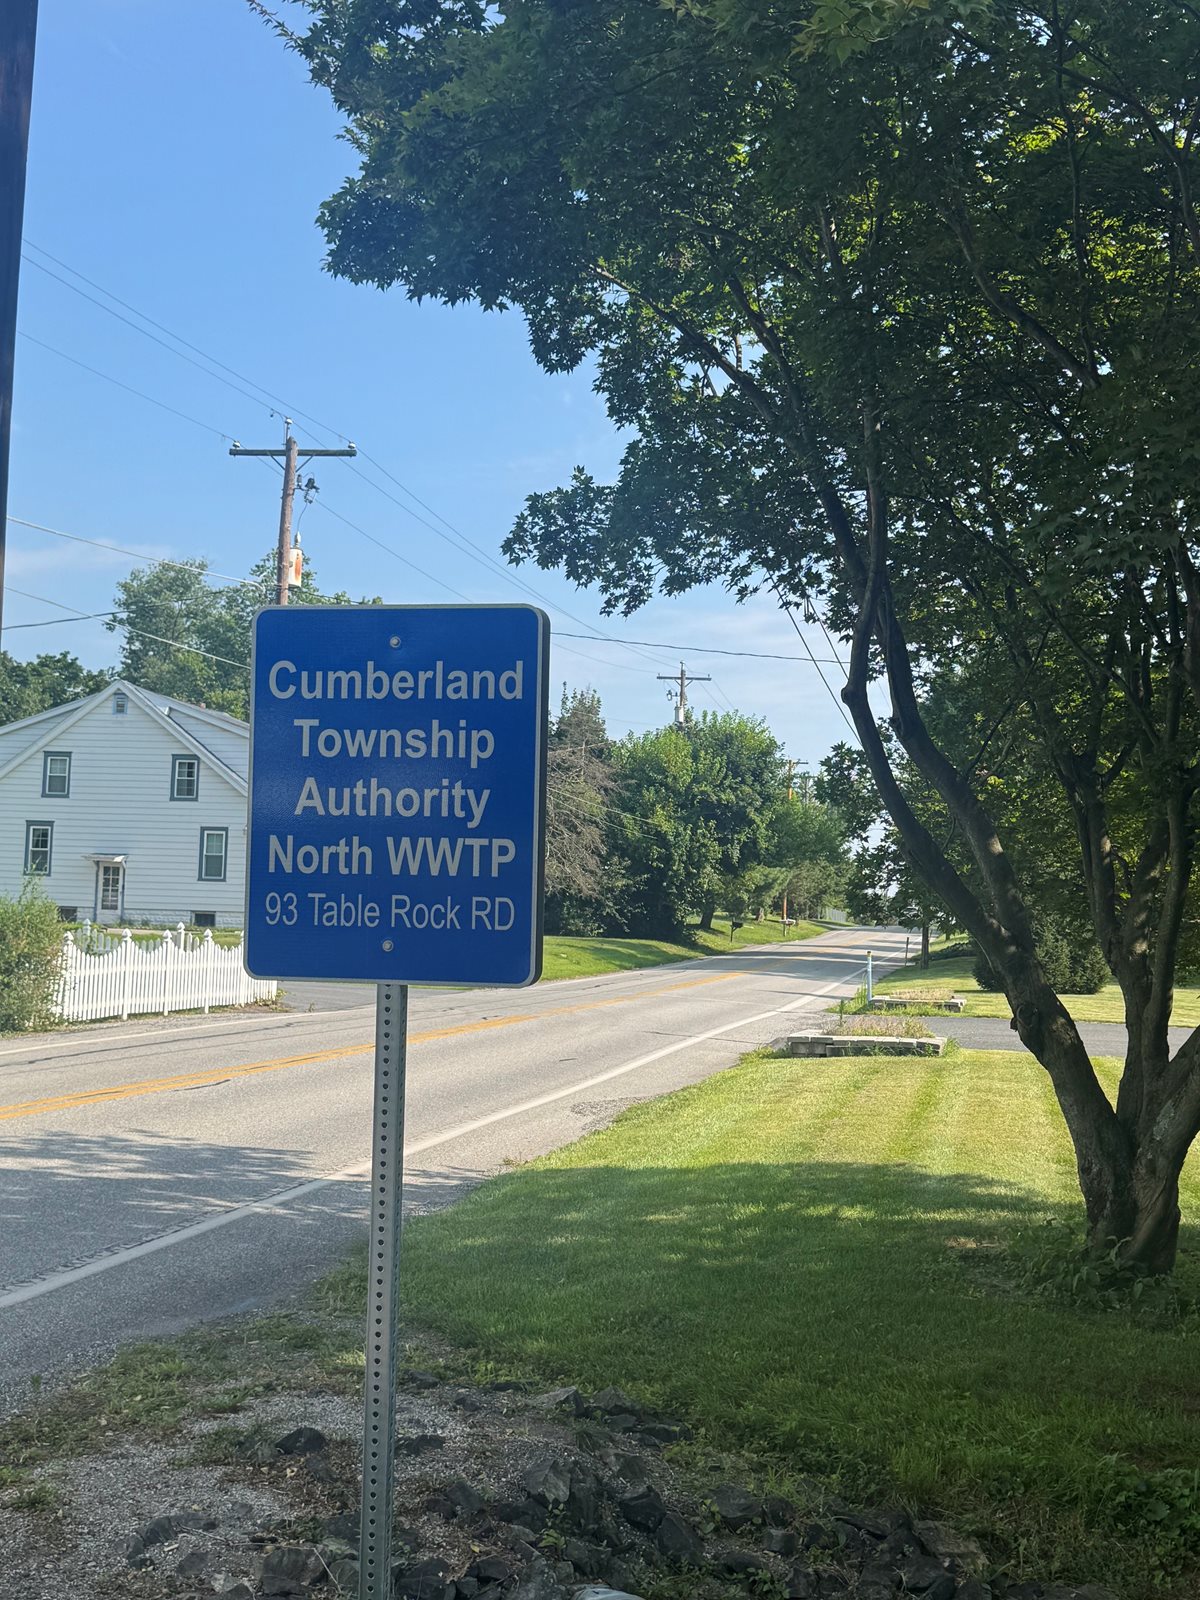 Cumberland
Township
Authority
North WWTP
93 Table Rock RD